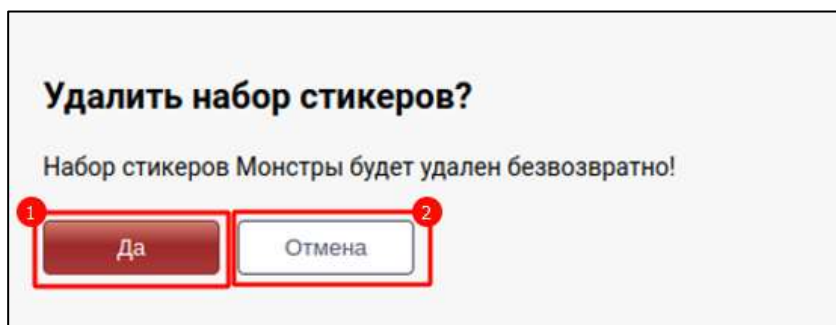 Удалить набор стикеров?
Набор стикеров Монстры будет удален безвозвратно!
1 2
Да Отмена